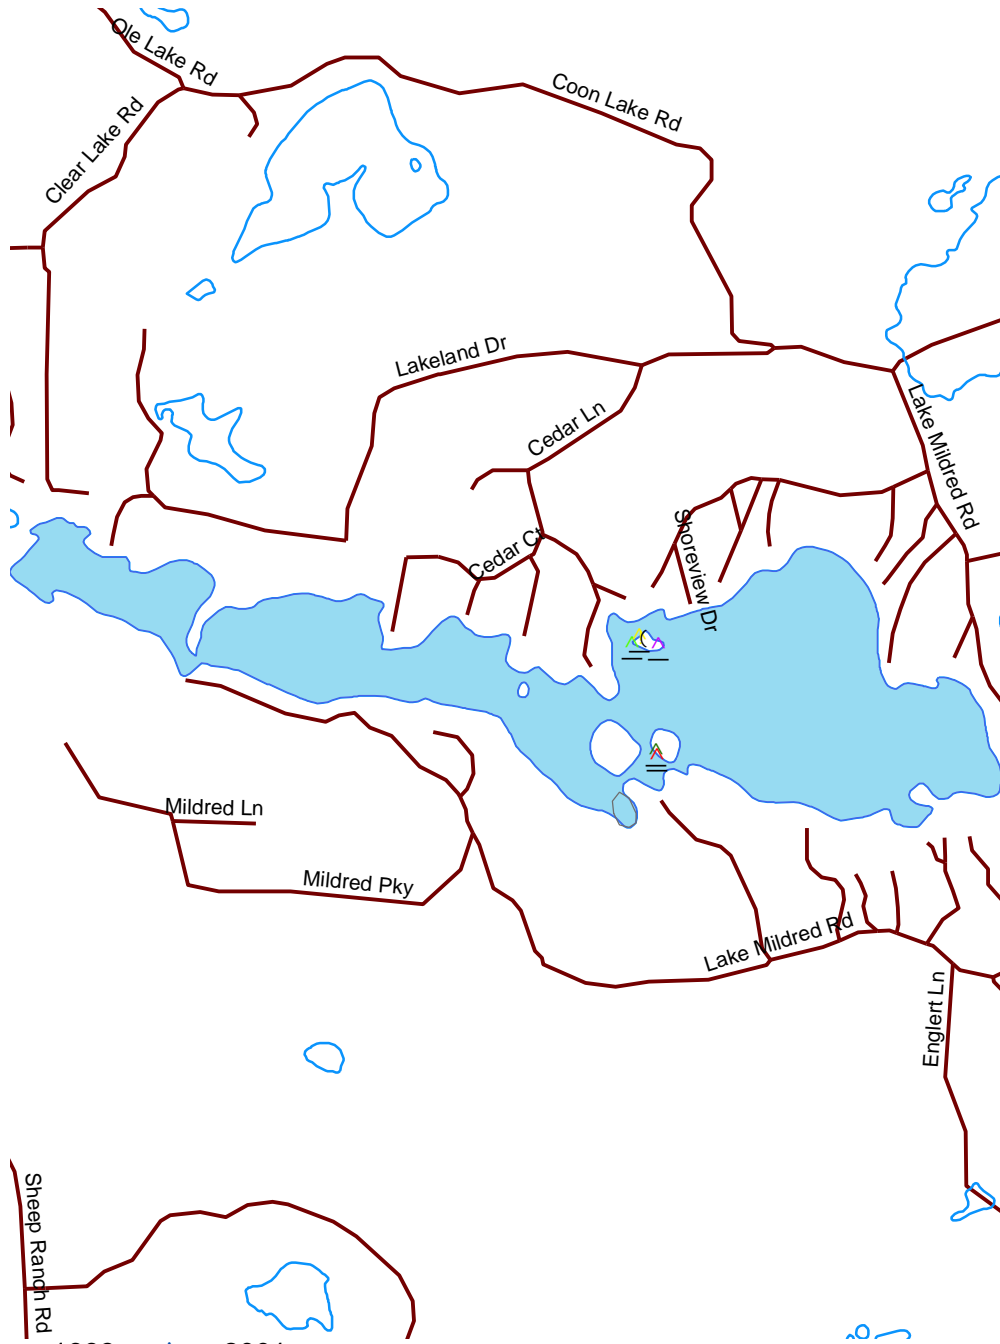 Ole Lake Rd
Coon Lake Rd
Clear Lake Rd
Lakeland Dr
Cedar Ln
Lake Mildred Rd
Shoreview Dr
Cedar Ct
Mildred Ln
Mildred Pky
Lake Mildred Rd
Englert Ln
Sheep Ranch Rd